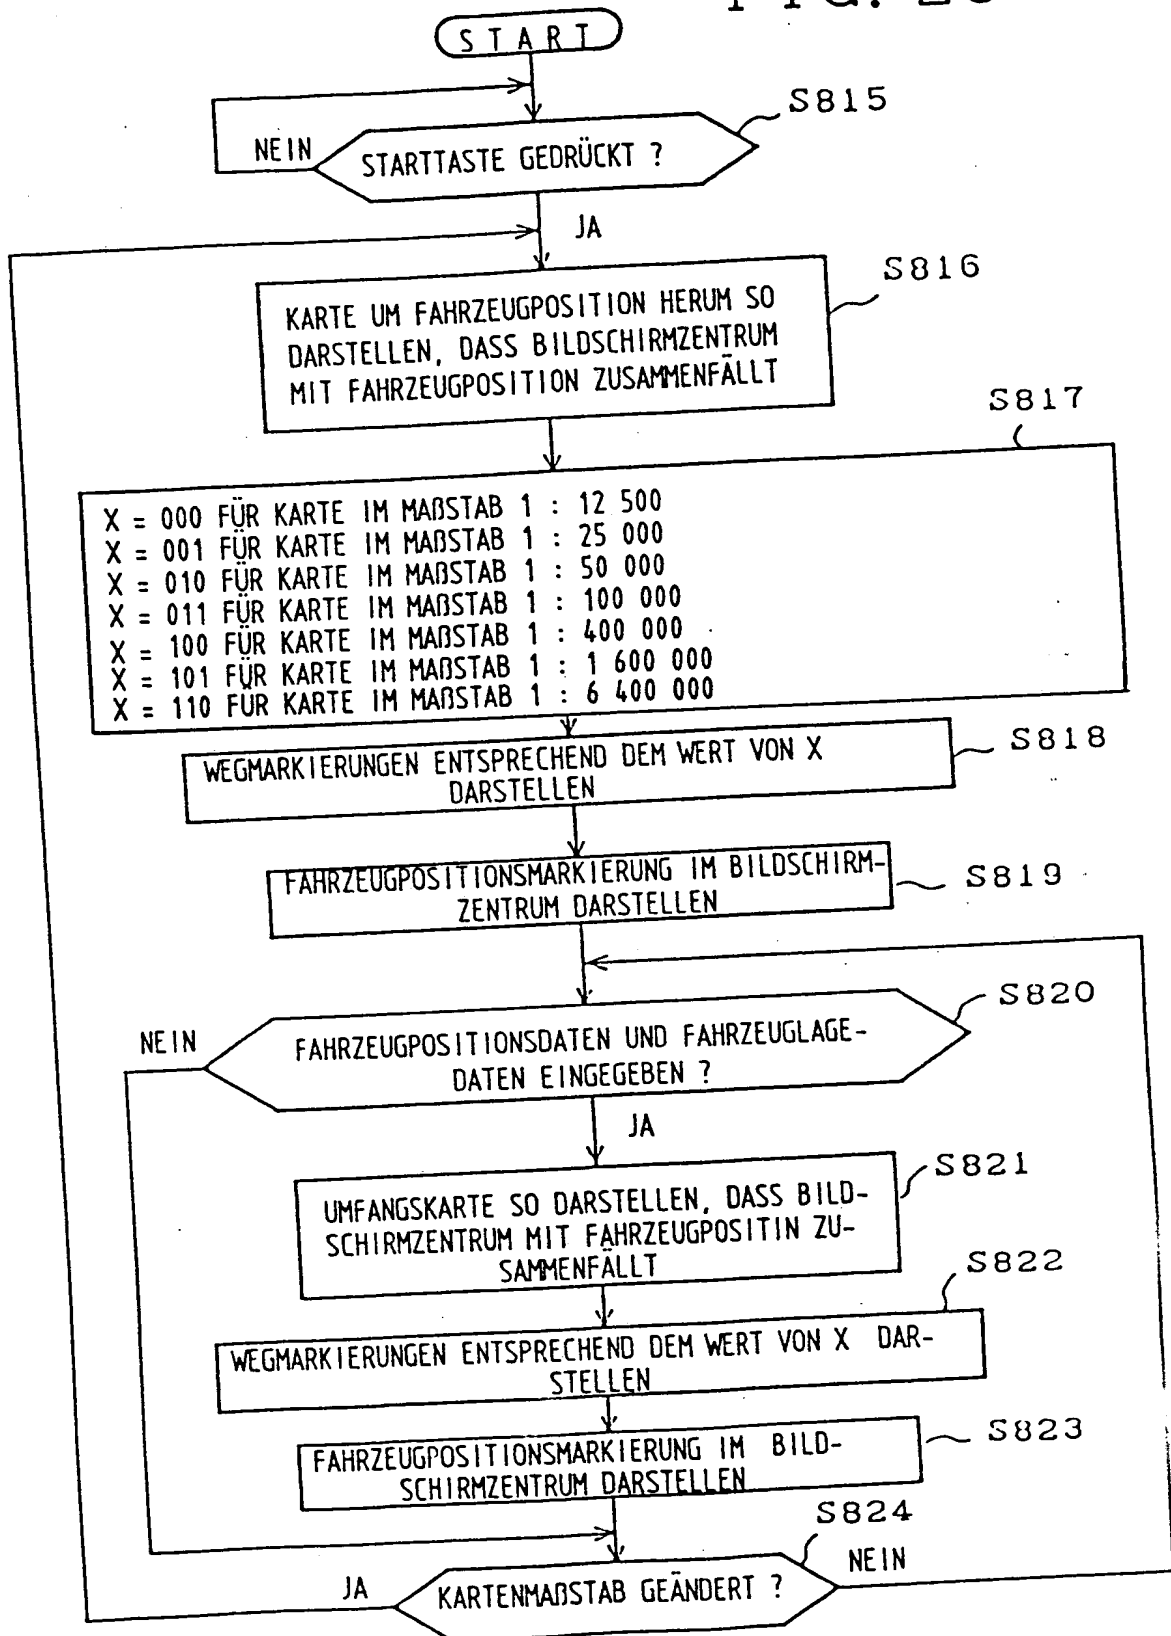 START
S815
NEIN
STARTTASTE GEDRÜCKT ?
JA
S816
KARTE UM FAHRZEUGPOSITION HERUM SO
DARSTELLEN, DASS BILDSCHIRMZENTRUM
MIT FAHRZEUGPOSITION ZUSAMMENFÄLLT
S817
X = 000 FÜR KARTE IM MAßSTAB 1 : 12 500
X = 001 FÜR KARTE IM MAßSTAB 1 : 25 000
X = 010 FÜR KARTE IM MAßSTAB 1 : 50 000
X = 011 FÜR KARTE IM MAßSTAB 1 : 100 000
X = 100 FÜR KARTE IM MAßSTAB 1 : 400 000
X = 101 FÜR KARTE IM MAßSTAB 1 : 1 600 000
X = 110 FÜR KARTE IM MAßSTAB 1 : 6 400 000
S818
WEGMARKIERUNGEN ENTSPRECHEND DEM WERT VON X
DARSTELLEN
FAHRZEUGPOSITIONSMARKIERUNG IM BILDSCHIRM-
ZENTRUM DARSTELLEN
S819
S820
NEIN
FAHRZEUGPOSITIONSDATEN UND FAHRZEUGLAGE-
DATEN EINGEGEBEN ?
JA
S821
UMFANGSKARTE SO DARSTELLEN, DASS BILD-
SCHIRMZENTRUM MIT FAHRZEUGPOSITIN ZU-
SAMMENFÄLLT
S822
WEGMARKIERUNGEN ENTSPRECHEND DEM WERT VON X DAR-
STELLEN
S823
FAHRZEUGPOSITIONSMARKIERUNG IM BILD-
SCHIRMZENTRUM DARSTELLEN
S824
JA
KARTENMAßSTAB GEÄNDERT ?
NEIN